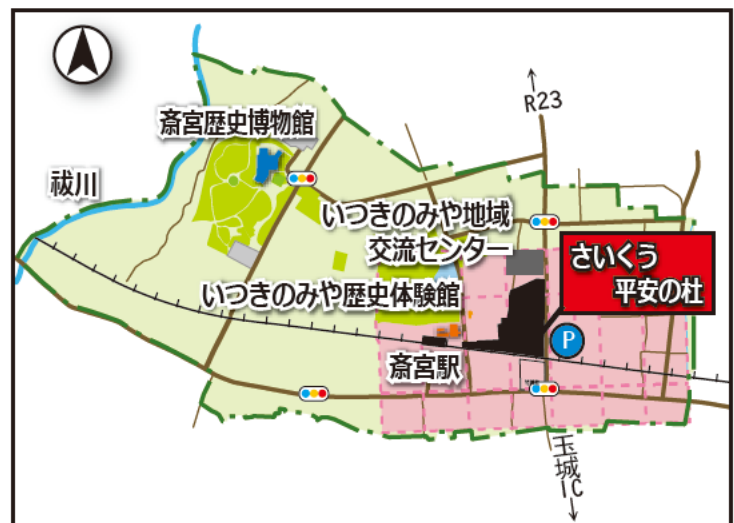 R23
斎宮歴史博物館
祓川
いつきのみや地域
交流センター
さいくう
平安の杜
いつきのみや歴史体験館
P
斎宮駅
玉城IC